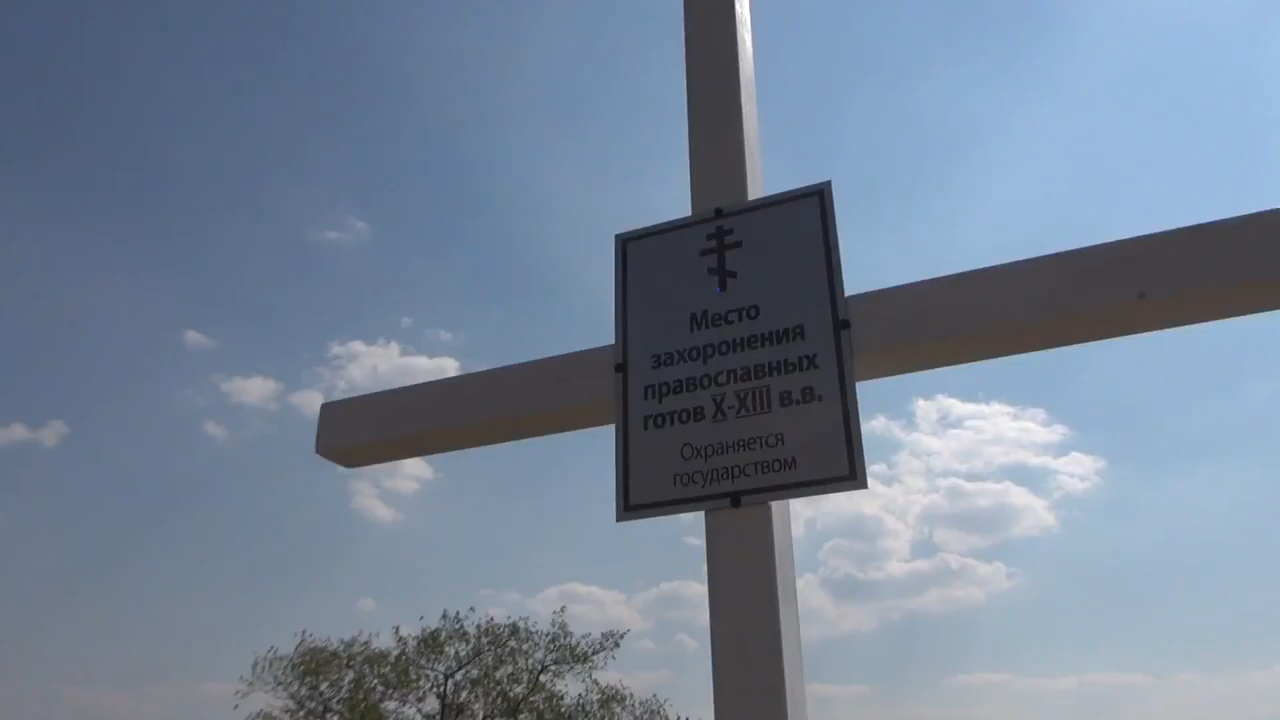 Место
захоронения
православных
готов X-XIII в.в.
Охраняется
государством